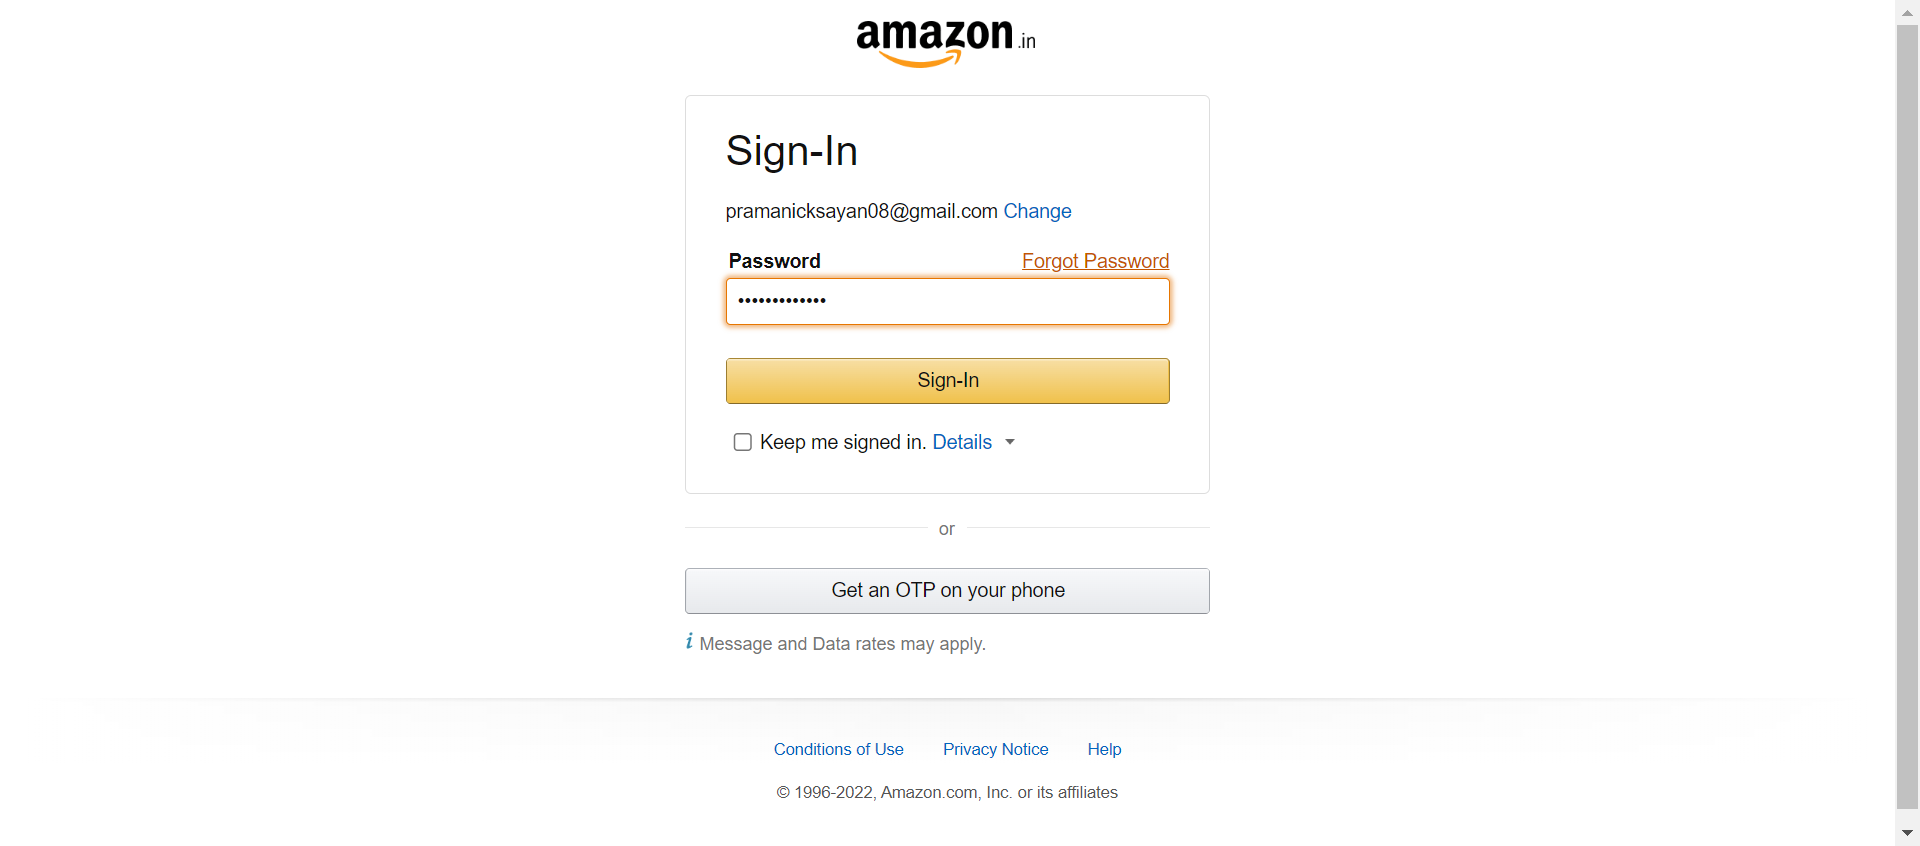 amazon.in
Sign-In
pramanicksayan08@gmail.com Change
Password Forgot Password
•••••••••••••
Sign-In
Keep me signed in. Details
or
Get an OTP on your phone
i Message and Data rates may apply.
Conditions of Use Privacy Notice Help
© 1996-2022, Amazon.com, Inc. or its affiliates